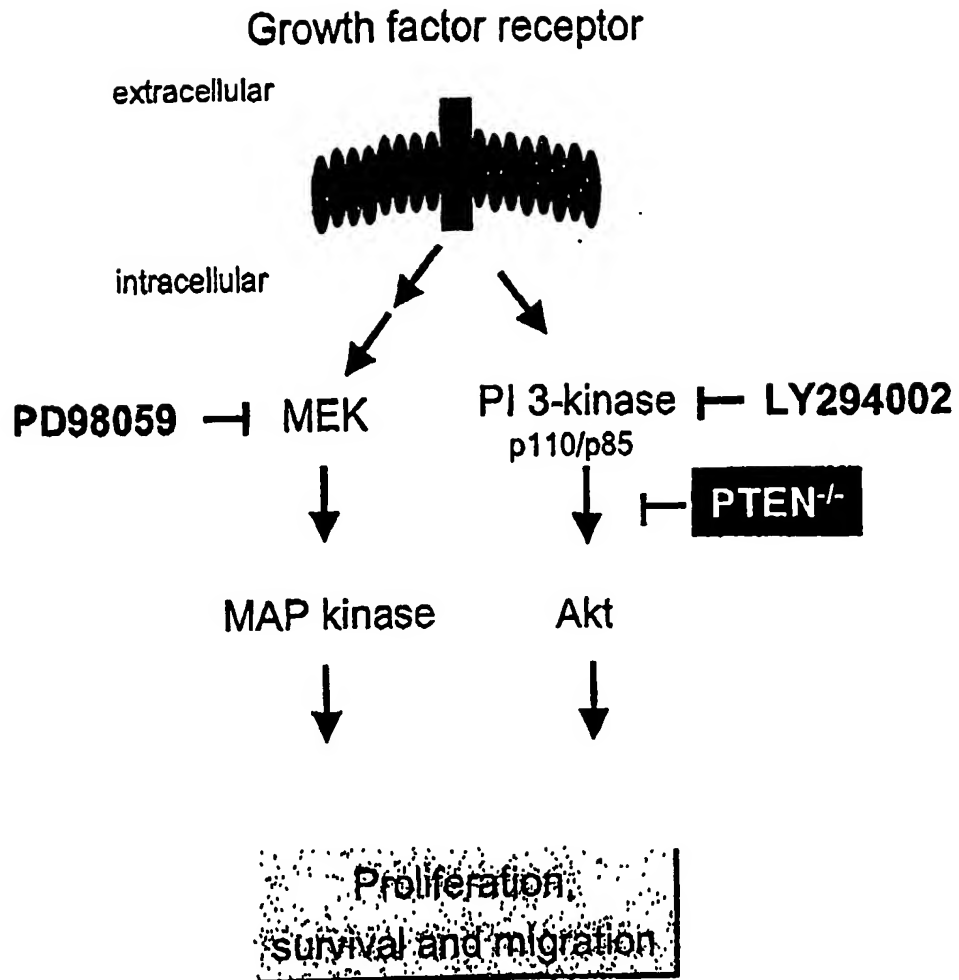 Growth factor receptor
extracellular
intracellular
PD98059
MEK
PI 3-kinase
p110/p85
LY294002
PTEN-/-
MAP kinase
Akt
Proliferation,
survival and migration